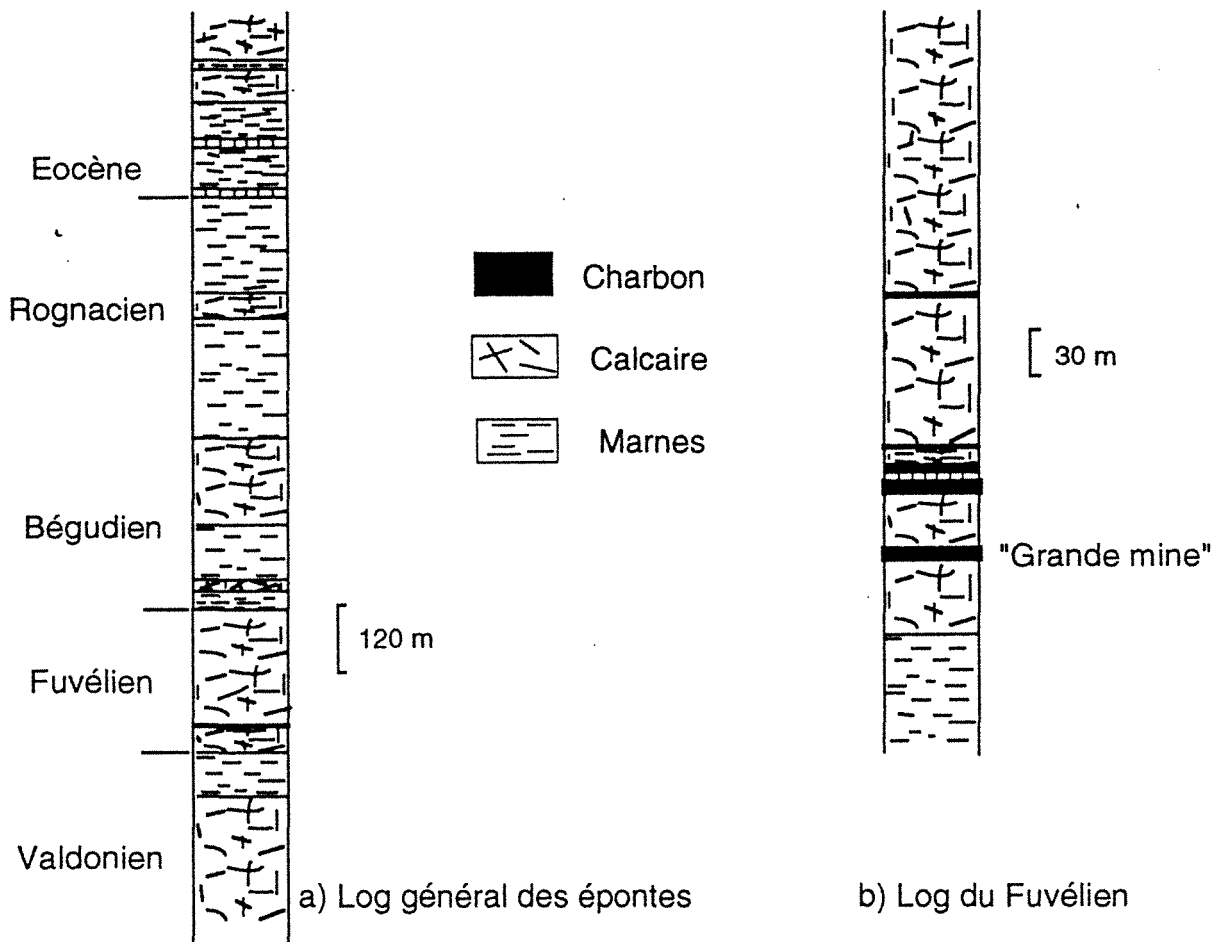 Eocène
Rognacien
Bégudien
Fuvélien
Valdonien
Charbon
Calcaire
Marnes
120 m
a) Log général des épontes
30 m
"Grande mine"
b) Log du Fuvélien